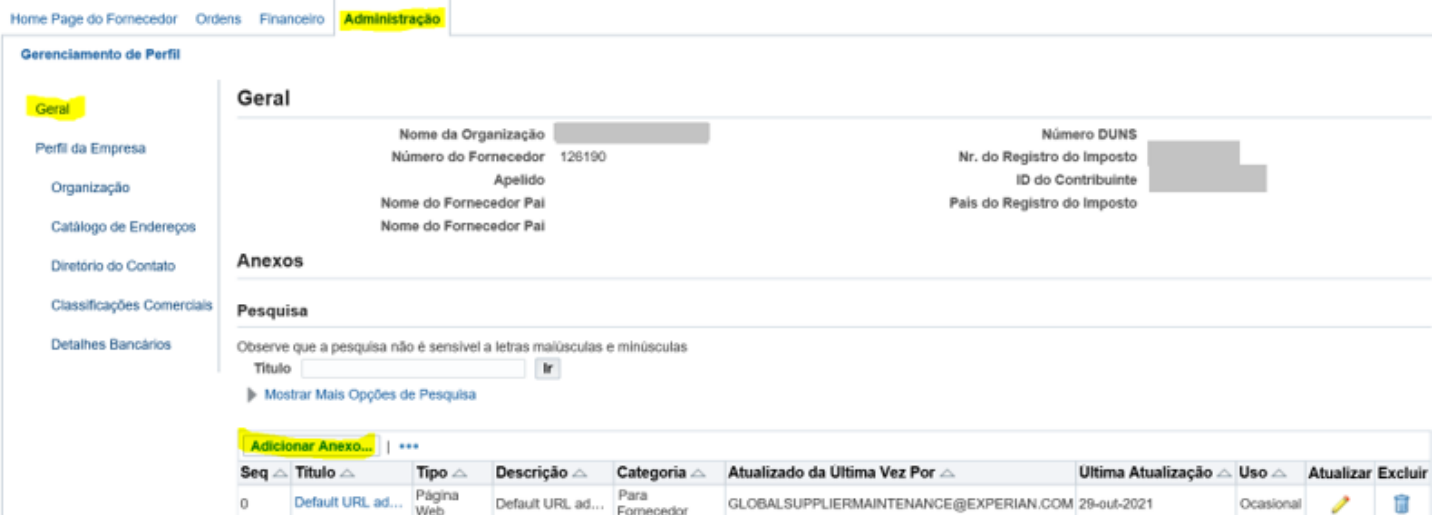 Home Page do Fornecedor Ordens Financeiro Administração
Gerenciamento de Perfil
Geral
Perfil da Empresa
Organização
Catálogo de Endereços
Diretório do Contato
Classificações Comerciais
Detalhes Bancários
Geral
Nome da Organização
Número do Fornecedor 126190
Apelido
Nome do Fornecedor Pai
Nome do Fornecedor Pai
Número DUNS
Nr. do Registro do Imposto
ID do Contribuinte
Pais do Registro do Imposto
Anexos
Pesquisa
Observe que a pesquisa não é sensivel a letras maiúsculas e minúsculas
Titulo Ir
Mostrar Mais Opções de Pesquisa
Adicionar Anexo... | •••
Seq Titulo Tipo Descrição Categoria Atualizado da Ultima Vez Por Última Atualização Uso Atualizar Excluir
0 Default URL ad... Página Web Default URL ad... Para Fornecedor GLOBALSUPPLIERMAINTENANCE@EXPERIAN.COM 29-out-2021 Ocasional